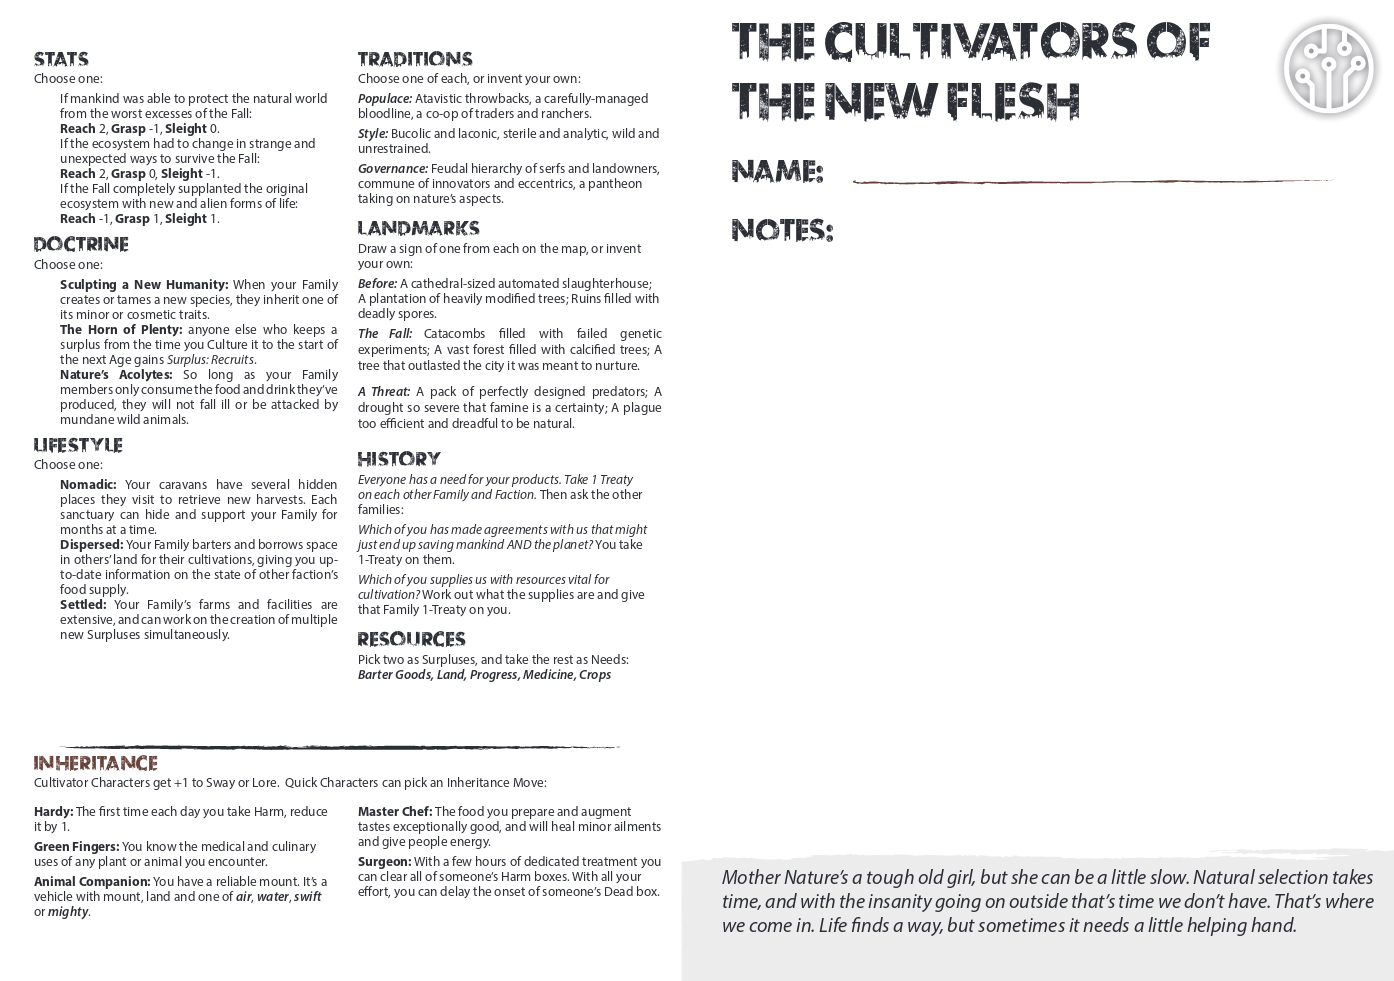 STATS
Choose one:
If mankind was able to protect the natural world
from the worst excesses of the Fall:
Reach 2, Grasp -1, Sleight 0.
If the ecosystem had to change in strange and
unexpected ways to survive the Fall:
Reach 2, Grasp 0, Sleight -1.
If the Fall completely supplanted the original
ecosystem with new and alien forms of life:
Reach -1, Grasp 1, Sleight 1.
DOCTRINE
Choose one:
Sculpting a New Humanity: When your Family
creates or tames a new species, they inherit one of
its minor or cosmetic traits.
The Horn of Plenty: anyone else who keeps a
surplus from the time you Culture it to the start of
the next Age gains Surplus: Recruits.
Nature's Acolytes: So long as your Family
members only consume the food and drink they've
produced, they will not fall ill or be attacked by
mundane wild animals.
LIFESTYLE
Choose one:
Nomadic: Your caravans have several hidden
places they visit to retrieve new harvests. Each
sanctuary can hide and support your Family for
months at a time.
Dispersed: Your Family barters and borrows space
in others' land for their cultivations, giving you up-
to-date information on the state of other faction's
food supply.
Settled: Your Family's farms and facilities are
extensive, and can work on the creation of multiple
new Surpluses simultaneously.
TRADITIONS
Choose one of each, or invent your own:
Populace: Atavistic throwbacks, a carefully-managed
bloodline, a co-op of traders and ranchers.
Style: Bucolic and laconic, sterile and analytic, wild and
unrestrained.
Governance: Feudal hierarchy of serfs and landowners,
commune of innovators and eccentrics, a pantheon
taking on nature's aspects.
LANDMARKS
Draw a sign of one from each on the map, or invent
your own:
Before: A cathedral-sized automated slaughterhouse;
A plantation of heavily modified trees; Ruins filled with
deadly spores.
The Fall: Catacombs filled with failed genetic
experiments; A vast forest filled with calcified trees; A
tree that outlasted the city it was meant to nurture.
A Threat: A pack of perfectly designed predators; A
drought so severe that famine is a certainty; A plague
too efficient and dreadful to be natural.
HISTORY
Everyone has a need for your products. Take 1 Treaty
on each other Family and Faction. Then ask the other
families:
Which of you has made agreements with us that might
just end up saving mankind AND the planet? You take
1-Treaty on them.
Which of you supplies us with resources vital for
cultivation? Work out what the supplies are and give
that Family 1-Treaty on you.
RESOURCES
Pick two as Surpluses, and take the rest as Needs:
Barter Goods, Land, Progress, Medicine, Crops
INHERITANCE
Cultivator Characters get +1 to Sway or Lore. Quick Characters can pick an Inheritance Move:
Hardy: The first time each day you take Harm, reduce
it by 1.
Green Fingers: You know the medical and culinary
uses of any plant or animal you encounter.
Animal Companion: You have a reliable mount. It's a
vehicle with mount, land and one of air, water, swift
or mighty.
Master Chef: The food you prepare and augment
tastes exceptionally good, and will heal minor ailments
and give people energy.
Surgeon: With a few hours of dedicated treatment you
can clear all of someone's Harm boxes. With all your
effort, you can delay the onset of someone's Dead box.
THE CULTIVATORS OF
THE NEW FLESH
NAME:
NOTES:
Mother Nature's a tough old girl, but she can be a little slow. Natural selection takes
time, and with the insanity going on outside that's time we don't have. That's where
we come in. Life finds a way, but sometimes it needs a little helping hand.